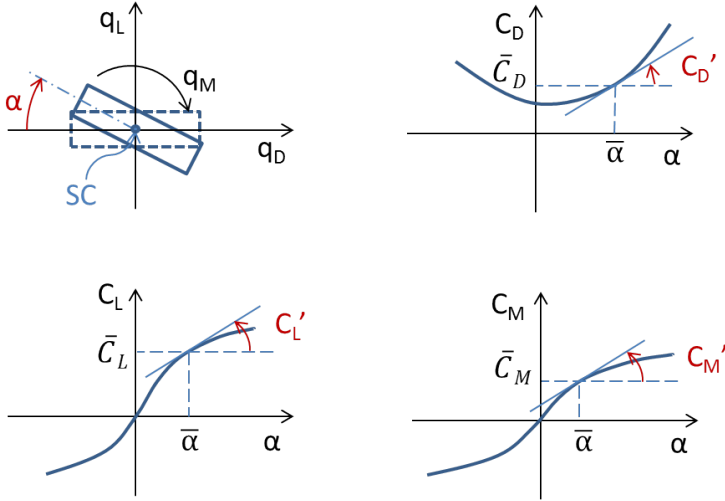 q_L
q_M
α
q_D
SC
C_D
C̄_D
C_D’
ᾱ
α
C_L
C̄_L
C_L’
ᾱ
α
C_M
C̄_M
C_M’
ᾱ
α